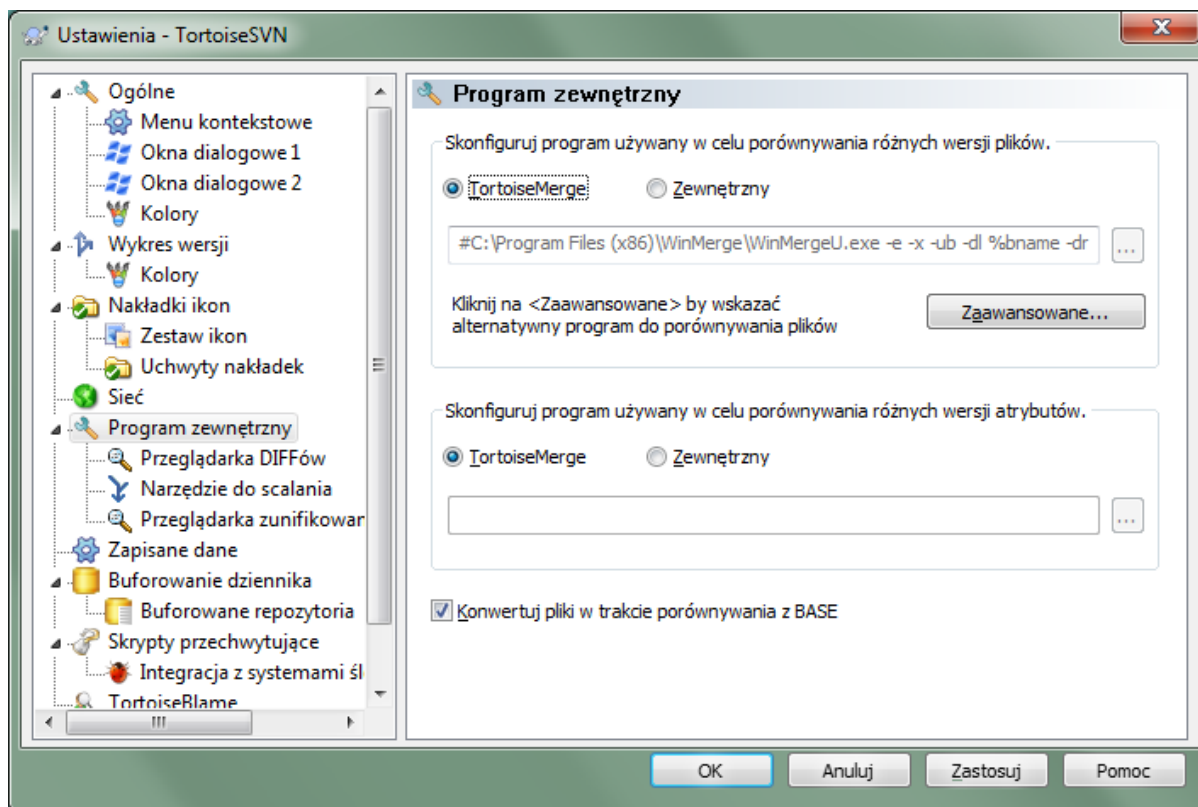 Ustawienia - TortoiseSVN
Ogólne
Menu kontekstowe
Okna dialogowe 1
Okna dialogowe 2
Kolory
Wykres wersji
Kolory
Nakładki ikon
Zestaw ikon
Uchwyty nakładek
Sieć
Program zewnętrzny
Przeglądarka DIFFów
Narzędzie do scalania
Przeglądarka zunifikowar
Zapisane dane
Buforowanie dziennika
Buforowane repozytoria
Skrypty przechwytujące
Integracja z systemami śl
TortoiseBlame
Program zewnętrzny
Skonfiguruj program używany w celu porównywania różnych wersji plików.
TortoiseMerge Zewnętrzny
#C:\Program Files (x86)\WinMerge\WinMergeU.exe -e -x -ub -dl %bname -dr
...
Kliknij na <Zaawansowane> by wskazać
alternatywny program do porównywania plików
Zaawansowane...
Skonfiguruj program używany w celu porównywania różnych wersji atrybutów.
TortoiseMerge Zewnętrzny
...
Konwertuj pliki w trakcie porównywania z BASE
OK Anuluj Zastosuj Pomoc